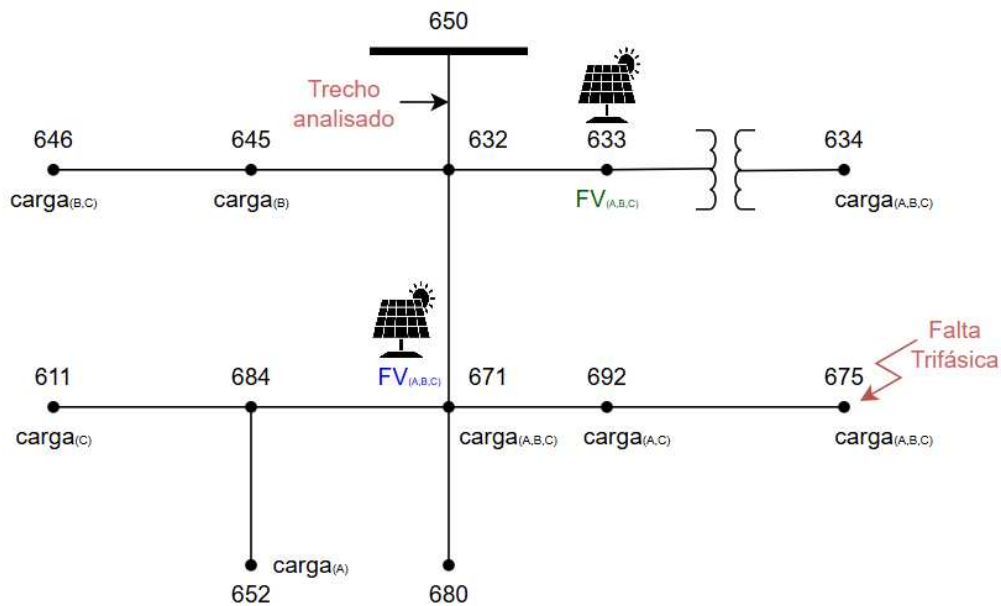 650
Trecho
analisado
646
645
632
633
634
carga(B,C)
carga(B)
FV(A,B,C)
carga(A,B,C)
Falta
Trifásica
611
684
FV(A,B,C)
671
692
675
carga(C)
carga(A,B,C)
carga(A,C)
carga(A,B,C)
carga(A)
652
680